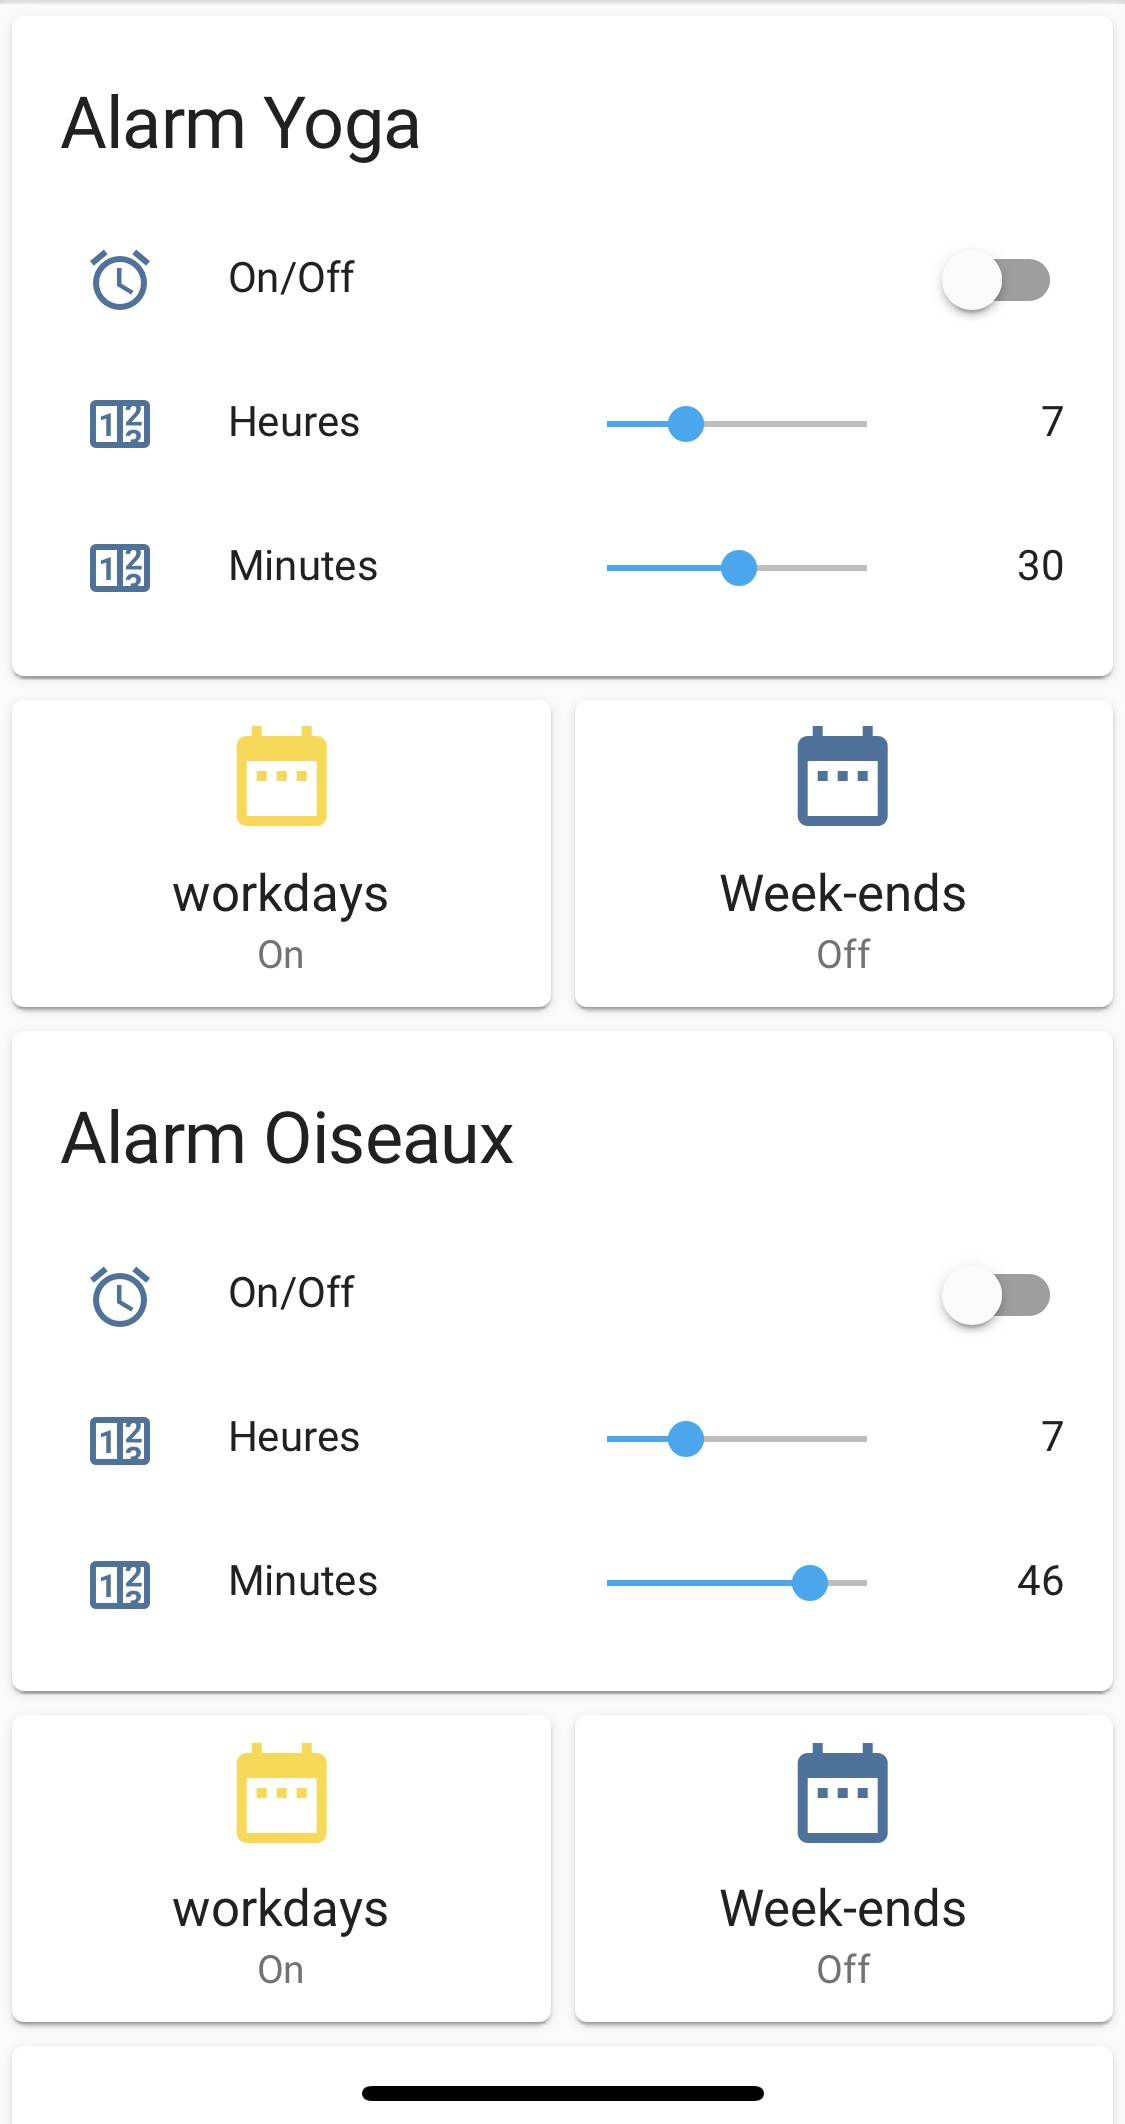 Alarm Yoga
On/Off
Heures 7
Minutes 30
workdays Week-ends
On Off
Alarm Oiseaux
On/Off
Heures 7
Minutes 46
workdays Week-ends
On Off